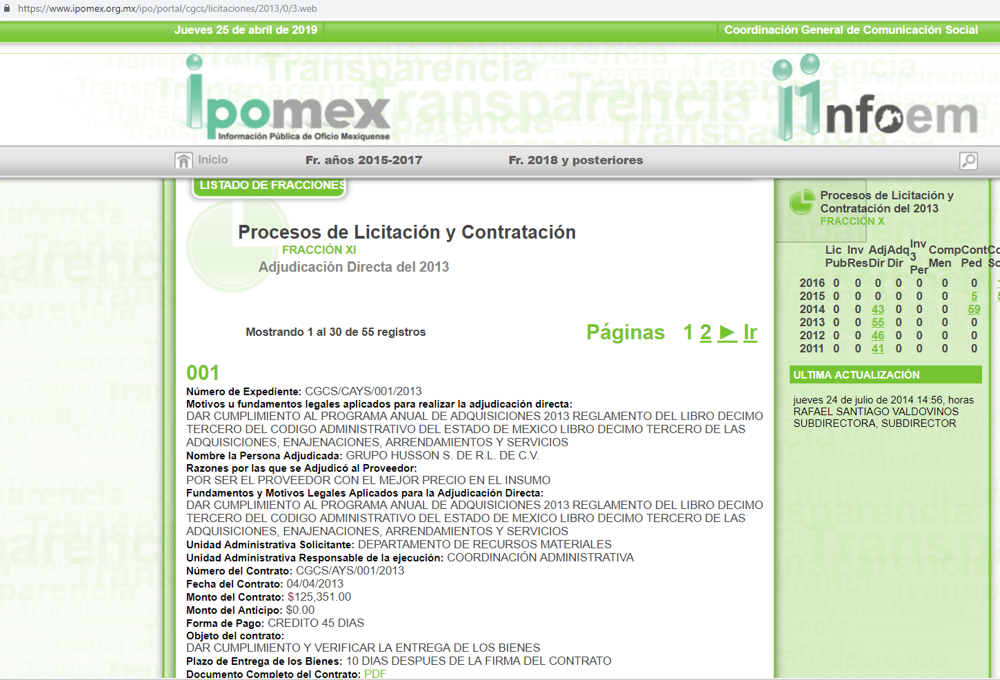 https://www.ipomex.org.mx/ipo/portal/cgcs/licitaciones/2013/0/3.web
Jueves 25 de abril de 2019
Coordinación General de Comunicación Social
ipomex
Información Pública de Oficio Mexiquense
infoem
Inicio
Fr. años 2015-2017
Fr. 2018 y posteriores
LISTADO DE FRACCIONES
Procesos de Licitación y Contratación
FRACCIÓN XI
Adjudicación Directa del 2013
Mostrando 1 al 30 de 55 registros
Páginas 1 2 ► Ir
001
Número de Expediente: CGCS/CAYS/001/2013
Motivos u fundamentos legales aplicados para realizar la adjudicación directa:
DAR CUMPLIMIENTO AL PROGRAMA ANUAL DE ADQUISICIONES 2013 REGLAMENTO DEL LIBRO DECIMO
TERCERO DEL CODIGO ADMINISTRATIVO DEL ESTADO DE MEXICO LIBRO DECIMO TERCERO DE LAS
ADQUISICIONES, ENAJENACIONES, ARRENDAMIENTOS Y SERVICIOS
Nombre la Persona Adjudicada: GRUPO HUSSON S. DE R.L. DE C.V.
Razones por las que se Adjudicó al Proveedor:
POR SER EL PROVEEDOR CON EL MEJOR PRECIO EN EL INSUMO
Fundamentos y Motivos Legales Aplicados para la Adjudicación Directa:
DAR CUMPLIMIENTO AL PROGRAMA ANUAL DE ADQUISICIONES 2013 REGLAMENTO DEL LIBRO DECIMO
TERCERO DEL CODIGO ADMINISTRATIVO DEL ESTADO DE MEXICO LIBRO DECIMO TERCERO DE LAS
ADQUISICIONES, ENAJENACIONES, ARRENDAMIENTOS Y SERVICIOS
Unidad Administrativa Solicitante: DEPARTAMENTO DE RECURSOS MATERIALES
Unidad Administrativa Responsable de la ejecución: COORDINACIÓN ADMINISTRATIVA
Número del Contrato: CGCS/AYS/001/2013
Fecha del Contrato: 04/04/2013
Monto del Contrato: $125,351.00
Monto del Anticipo: $0.00
Forma de Pago: CREDITO 45 DIAS
Objeto del contrato:
DAR CUMPLIMIENTO Y VERIFICAR LA ENTREGA DE LOS BIENES
Plazo de Entrega de los Bienes: 10 DIAS DESPUES DE LA FIRMA DEL CONTRATO
Documento Completo del Contrato: PDF
Procesos de Licitación y
Contratación del 2013
FRACCIÓN X
Lic Pub Inv Res Adj Dir Adq Dir Inv 3 Per Comp Men Cont Ped
2016 0 0 0 0 0 0 0
2015 0 0 0 0 0 0 5
2014 0 0 43 0 0 0 59
2013 0 0 55 0 0 0 0
2012 0 0 46 0 0 0 0
2011 0 0 41 0 0 0 0
ULTIMA ACTUALIZACIÓN
jueves 24 de julio de 2014 14:56, horas
RAFAEL SANTIAGO VALDOVINOS
SUBDIRECTORA, SUBDIRECTOR